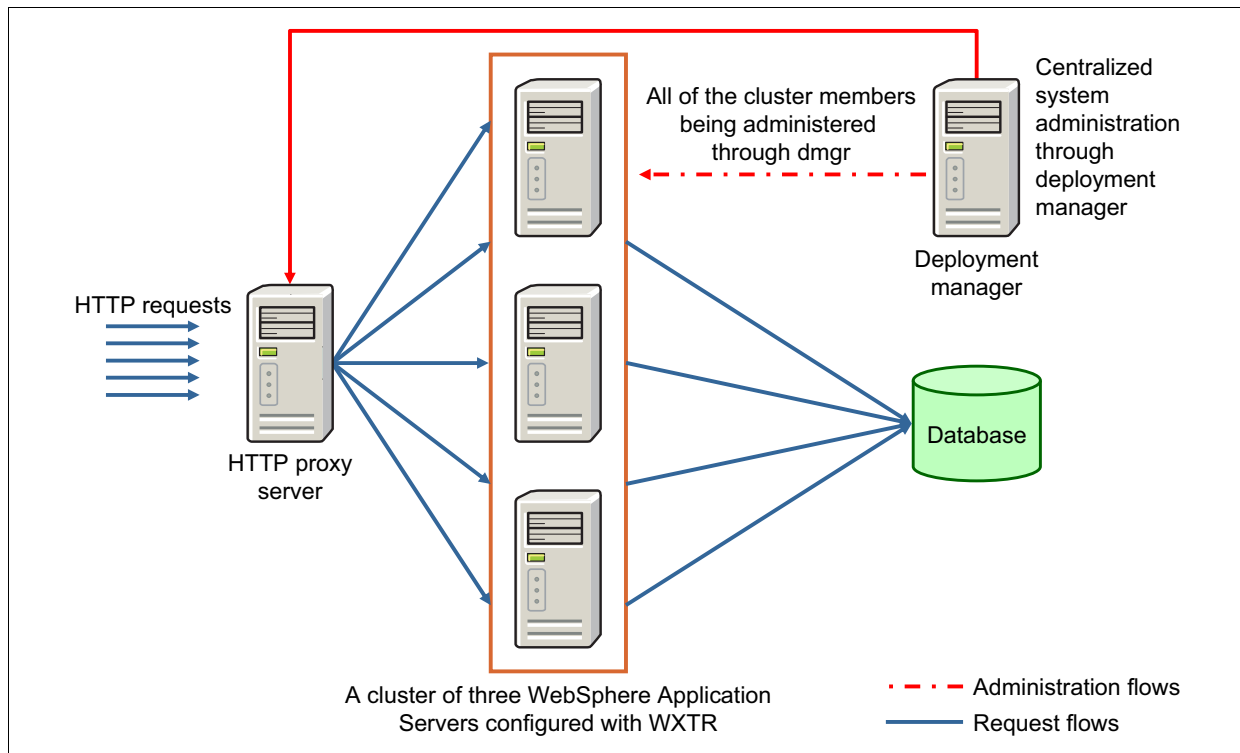 All of the cluster members
being administered
through dmgr
Centralized
system
administration
through
deployment
manager
Deployment
manager
HTTP requests
HTTP proxy
server
Database
A cluster of three WebSphere Application
Servers configured with WXTR
Administration flows
Request flows